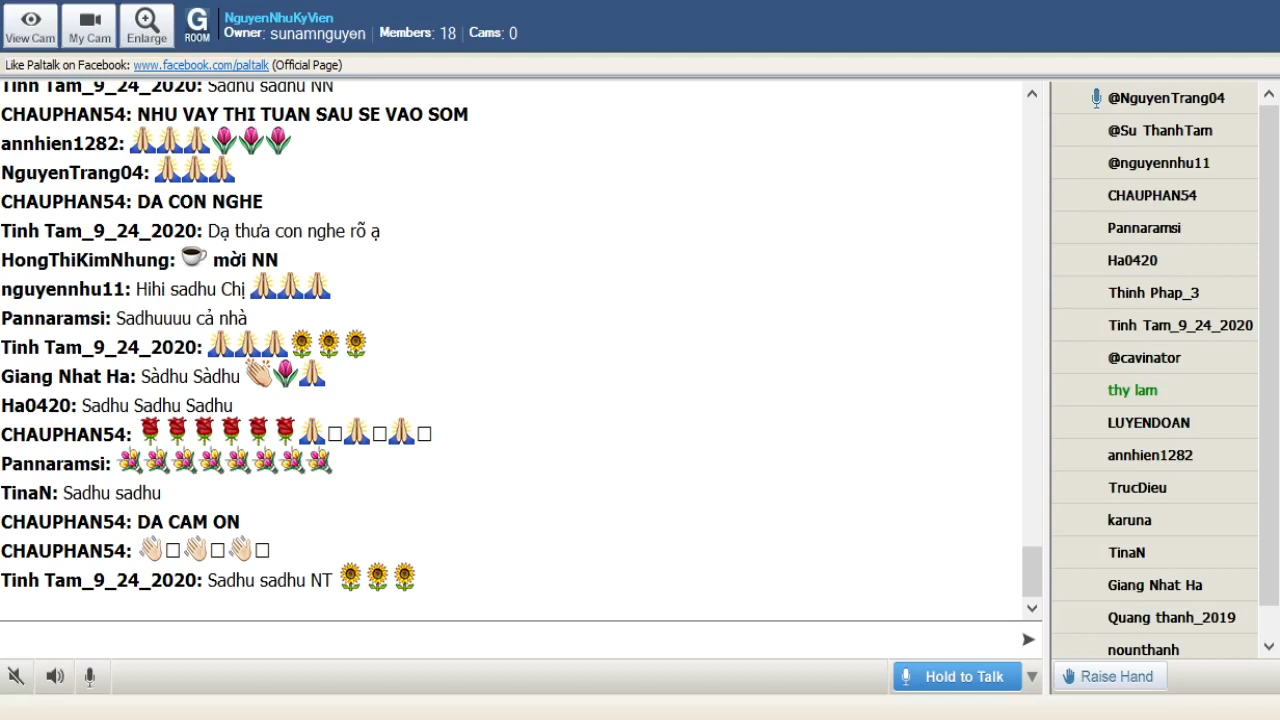 View Cam
My Cam
Enlarge
G
ROOM
NguyenNhuKyVien
Owner: sunamnguyen | Members: 18 | Cams: 0
Like Paltalk on Facebook: www.facebook.com/paltalk (Official Page)
Tinh Tam_9_24_2020: Sadhu sadhu NN
CHAUPHAN54: NHU VAY THI TUAN SAU SE VAO SOM
annhien1282: 🙏🙏🙏🌷🌷🌷
NguyenTrang04: 🙏🙏🙏
CHAUPHAN54: DA CON NGHE
Tinh Tam_9_24_2020: Dạ thưa con nghe rõ ạ
HongThiKimNhung: ☕ mời NN
nguyennhu11: Hihi sadhu Chị 🙏🙏🙏
Pannaramsi: Sadhuuuu cả nhà
Tinh Tam_9_24_2020: 🙏🙏🙏🌻🌻🌻
Giang Nhat Ha: Sàdhu Sàdhu 👏🌷🙏
Ha0420: Sadhu Sadhu Sadhu
CHAUPHAN54: 🌹🌹🌹🌹🌹🌹🙏□🙏□🙏□
Pannaramsi: 💐💐💐💐💐💐💐💐
TinaN: Sadhu sadhu
CHAUPHAN54: DA CAM ON
CHAUPHAN54: 👋□👋□👋□
Tinh Tam_9_24_2020: Sadhu sadhu NT 🌻🌻🌻
Hold to Talk
@NguyenTrang04
@Su ThanhTam
@nguyennhu11
CHAUPHAN54
Pannaramsi
Ha0420
Thinh Phap_3
Tinh Tam_9_24_2020
@cavinator
thy lam
LUYENDOAN
annhien1282
TrucDieu
karuna
TinaN
Giang Nhat Ha
Quang thanh_2019
nounthanh
Raise Hand